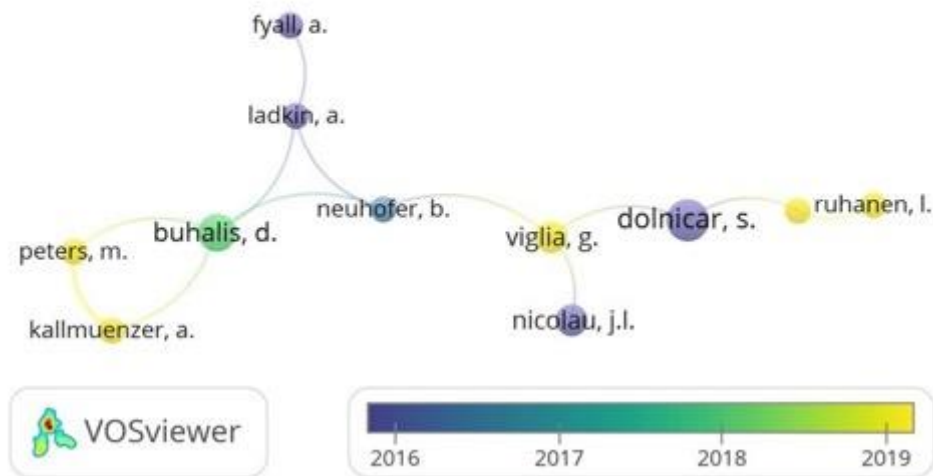 fyall, a.
ladkin, a.
neuhofer, b.
ruhanen, l.
dolnicar, s.
buhalis, d.
viglia, g.
peters, m.
nicolau, j.l.
kallmuenzer, a.
VOSviewer
2016 2017 2018 2019